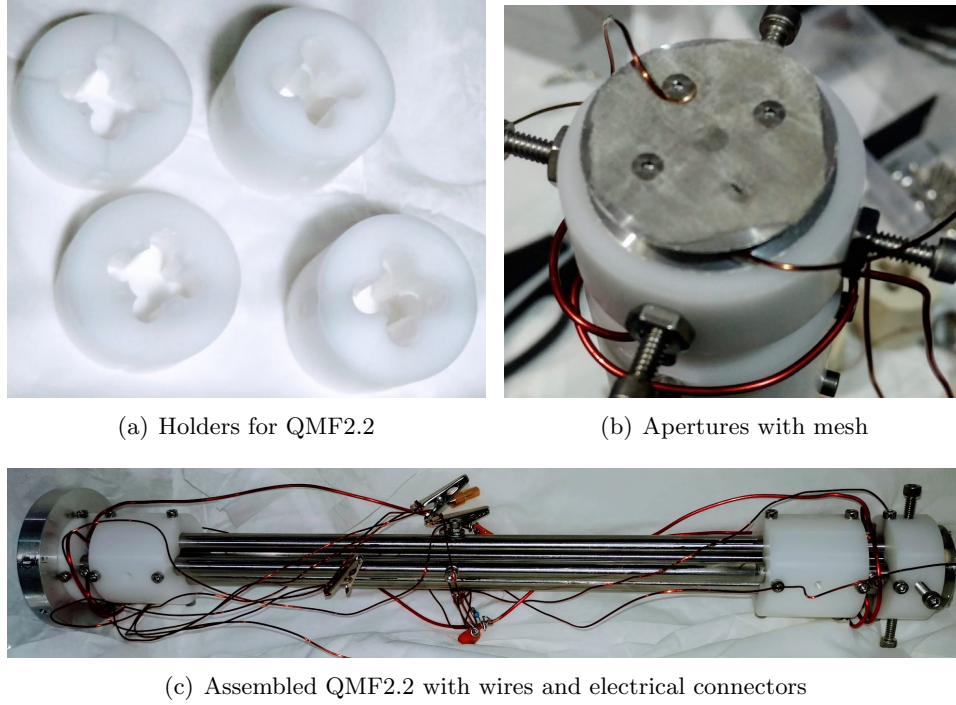 (a) Holders for QMF2.2
(b) Apertures with mesh
(c) Assembled QMF2.2 with wires and electrical connectors